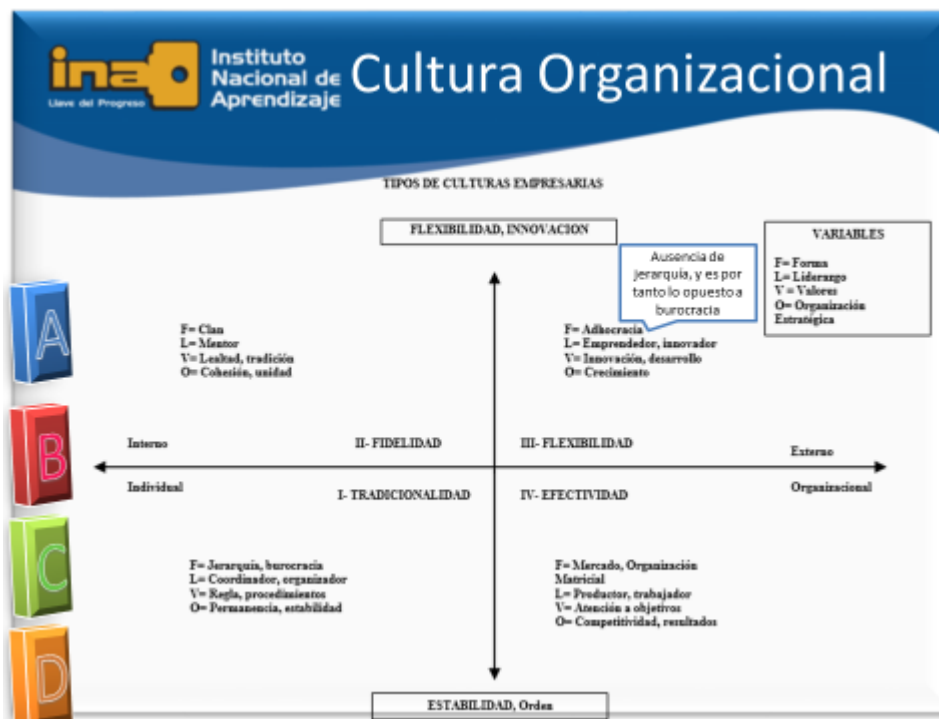 ina
Llave del Progreso
Instituto
Nacional de
Aprendizaje
Cultura Organizacional
TIPOS DE CULTURAS EMPRESARIAS
FLEXIBILIDAD, INNOVACION
VARIABLES
F= Forma
L= Liderango
V = Valores
O= Organización
Estratégica
Ausencia de
jerarquía, y es por
tanto lo opuesto a
burocracia
A
F= Clan
L= Mentor
V= Lealtad, tradición
O= Cohesión, unidad
F= Adhocracia
L= Emprendedor, innovador
V= Innovación, desarrollo
O= Crecimiento
B
Interno
II- FIDELIDAD
III- FLEXIBILIDAD
Externo
Individual
I- TRADICIONALIDAD
IV- EFECTIVIDAD
Organizacional
C
F= Jerarquía, burocracia
L= Coordinador, organizador
V= Regla, procedimientos
O= Permanencia, estabilidad
F= Mercado, Organización
Matricial
L= Productor, trabajador
V= Atención a objetivos
O= Competitividad, resultados
D
ESTABILIDAD, Orden